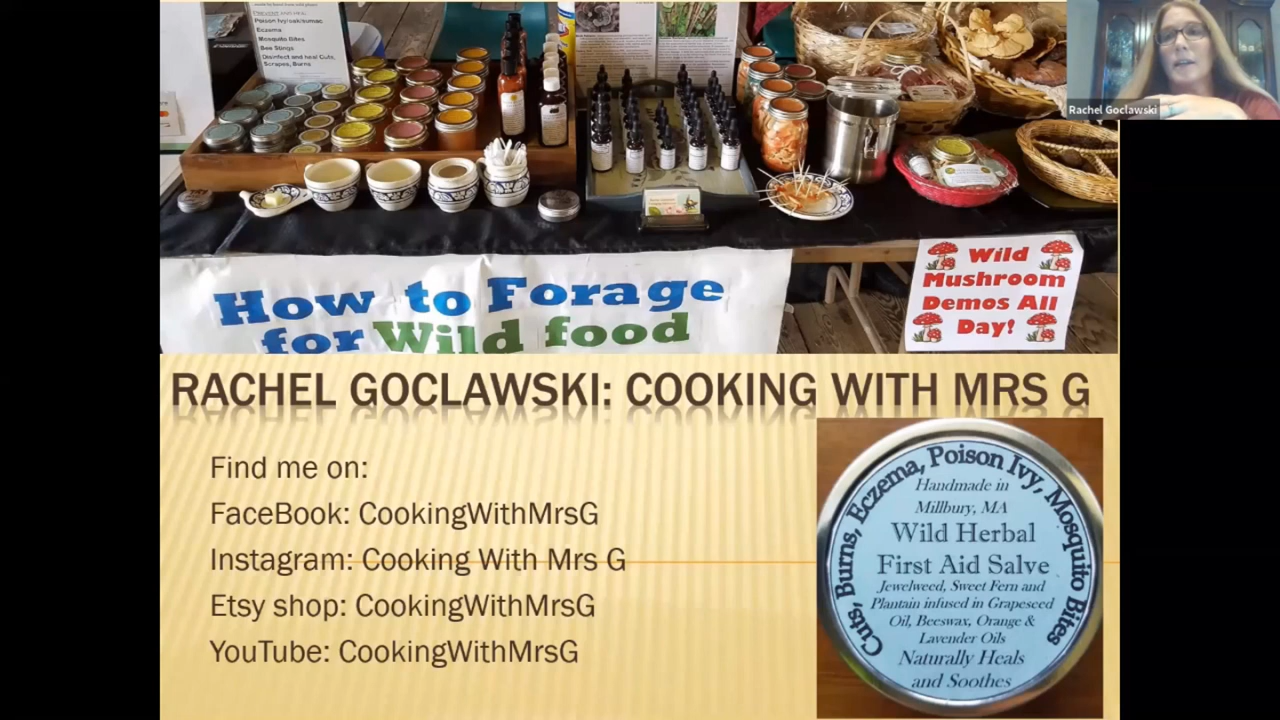 PREVENT AND HEAL:
Poison Ivy/oak/sumac
Eczema
Mosquito Bites
Bee Stings
Disinfect and heal Cuts,
Scrapes, Burns
Rachel Goclawski
How to Forage
for Wild food
Wild
Mushroom
Demos All
Day!
RACHEL GOCLAWSKI: COOKING WITH MRS G
Find me on:
FaceBook: CookingWithMrsG
Instagram: Cooking With Mrs G
Etsy shop: CookingWithMrsG
YouTube: CookingWithMrsG
Cuts, Burns, Eczema, Poison Ivy, Mosquito Bites
Handmade in
Millbury, MA
Wild Herbal
First Aid Salve
Jewelweed, Sweet Fern and
Plantain infused in Grapeseed
Oil, Beeswax, Orange &
Lavender Oils
Naturally Heals
and Soothes